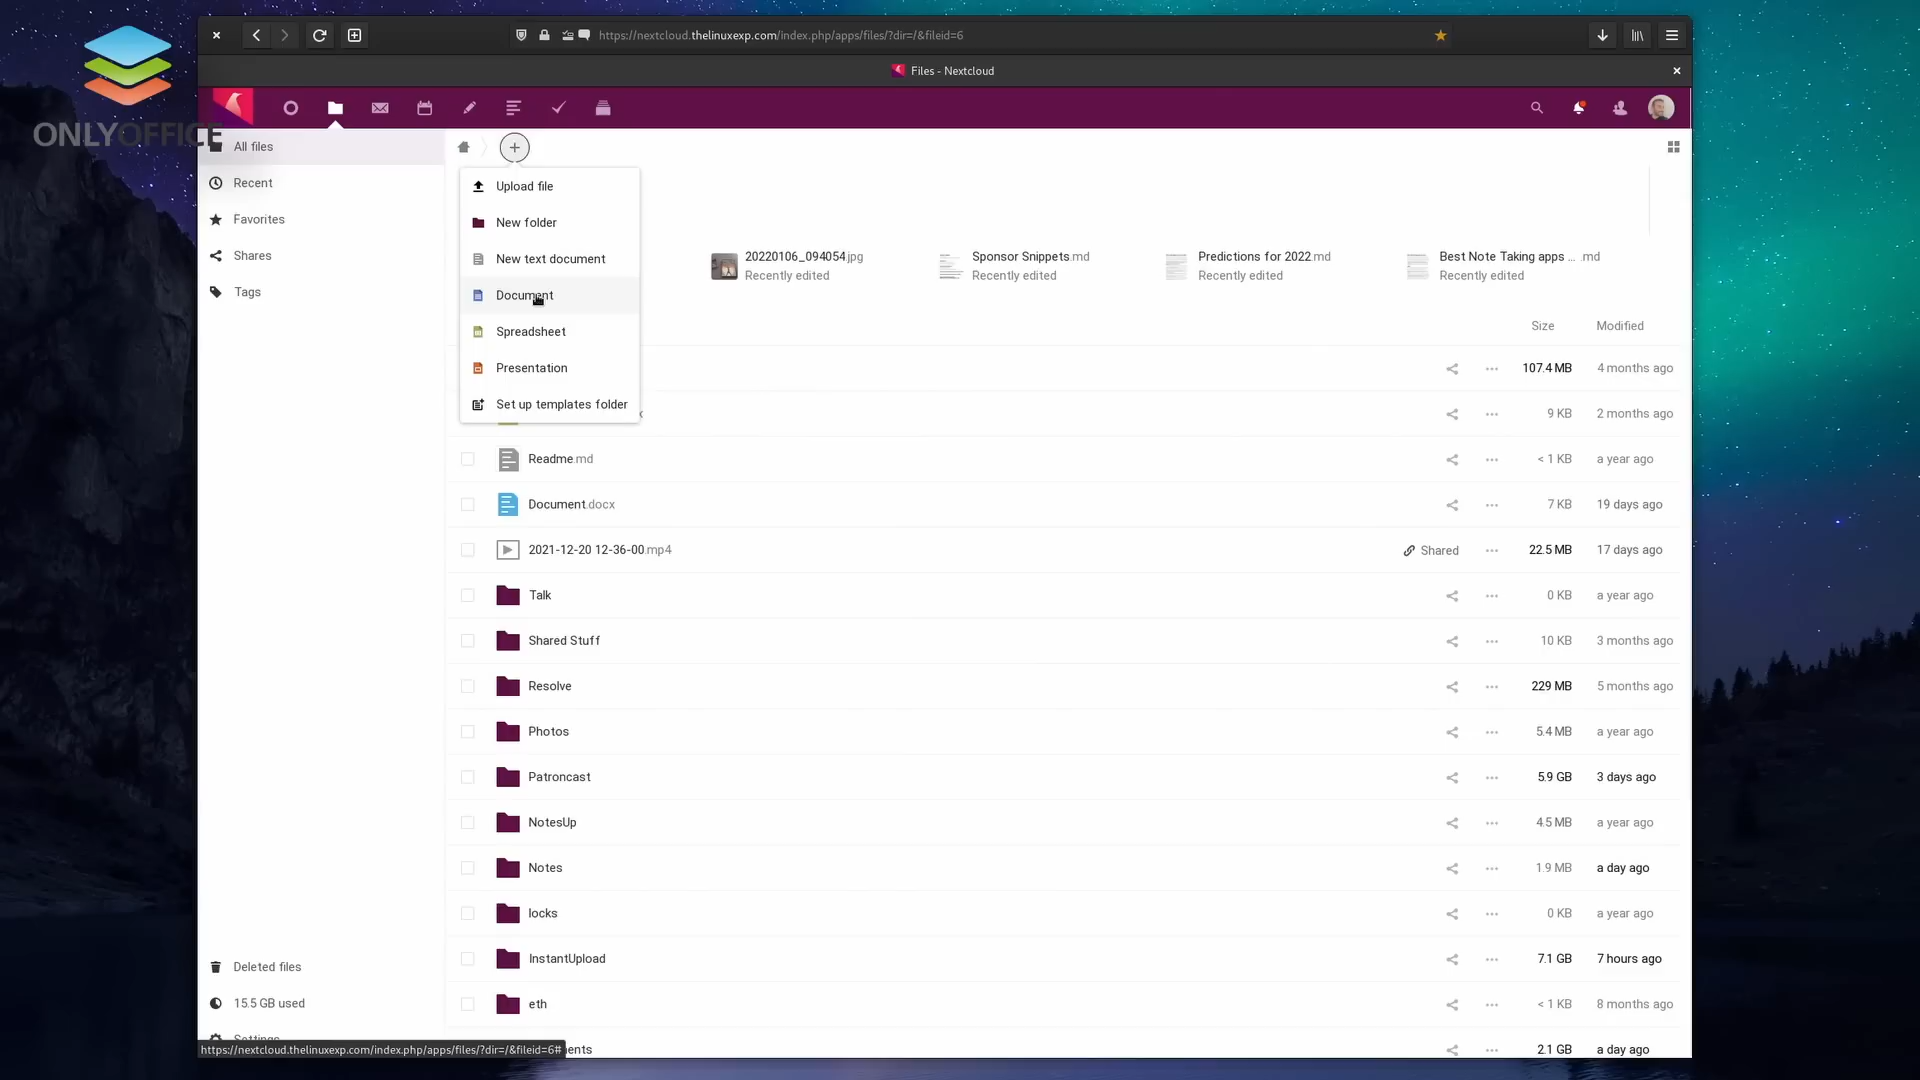 https://nextcloud.thelinuxexp.com/index.php/apps/files/?dir=/&fileid=6
Files - Nextcloud
ONLYOFFICE
All files
Recent
Favorites
Shares
Tags
Upload file
New folder
New text document
Document
Spreadsheet
Presentation
Set up templates folder
20220106_094054.jpg
Recently edited
Sponsor Snippets.md
Recently edited
Predictions for 2022.md
Recently edited
Best Note Taking apps ... .md
Recently edited
Size Modified
107.4 MB 4 months ago
9 KB 2 months ago
Readme.md < 1 KB a year ago
Document.docx 7 KB 19 days ago
2021-12-20 12-36-00.mp4 Shared 22.5 MB 17 days ago
Talk 0 KB a year ago
Shared Stuff 10 KB 3 months ago
Resolve 229 MB 5 months ago
Photos 5.4 MB a year ago
Patroncast 5.9 GB 3 days ago
NotesUp 4.5 MB a year ago
Notes 1.9 MB a day ago
locks 0 KB a year ago
InstantUpload 7.1 GB 7 hours ago
eth < 1 KB 8 months ago
2.1 GB a day ago
Deleted files
15.5 GB used
Settings
https://nextcloud.thelinuxexp.com/index.php/apps/files/?dir=/&fileid=6#